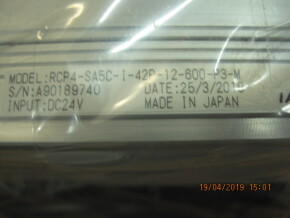 MODEL:RCP4-SA5C-I-42P-12-600-P3-M
S/N:A90189740 DATE:25/3/2019
INPUT:DC24V MADE IN JAPAN
19/04/2019 15:01